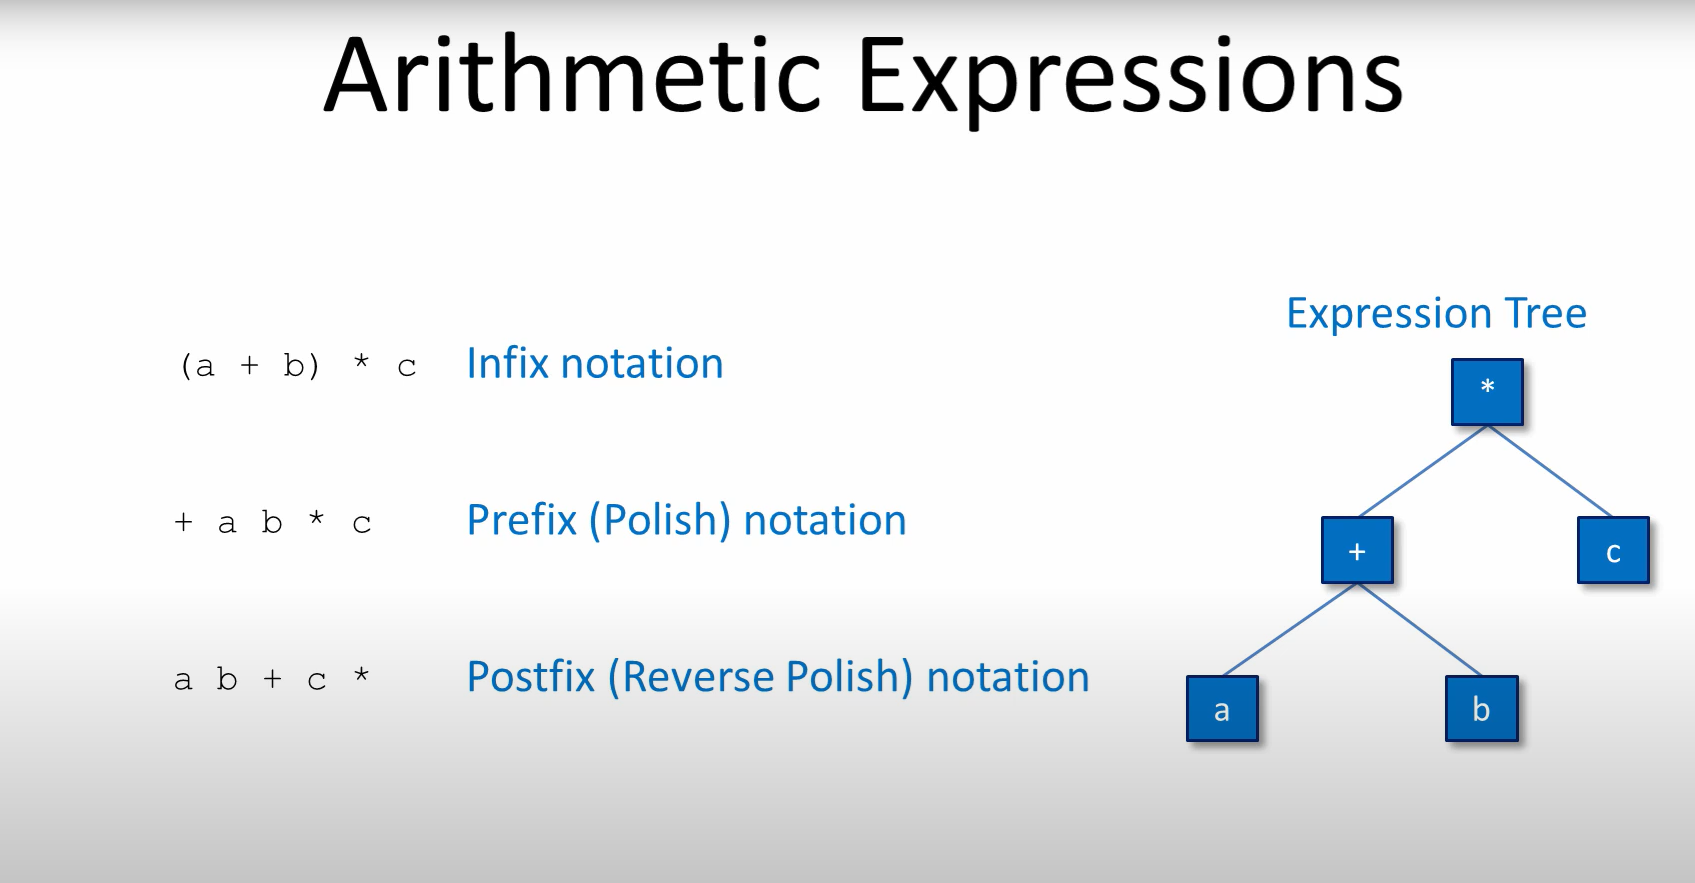 Arithmetic Expressions
(a + b) * c Infix notation
+ a b * c Prefix (Polish) notation
a b + c * Postfix (Reverse Polish) notation
Expression Tree
*
+ c
a b